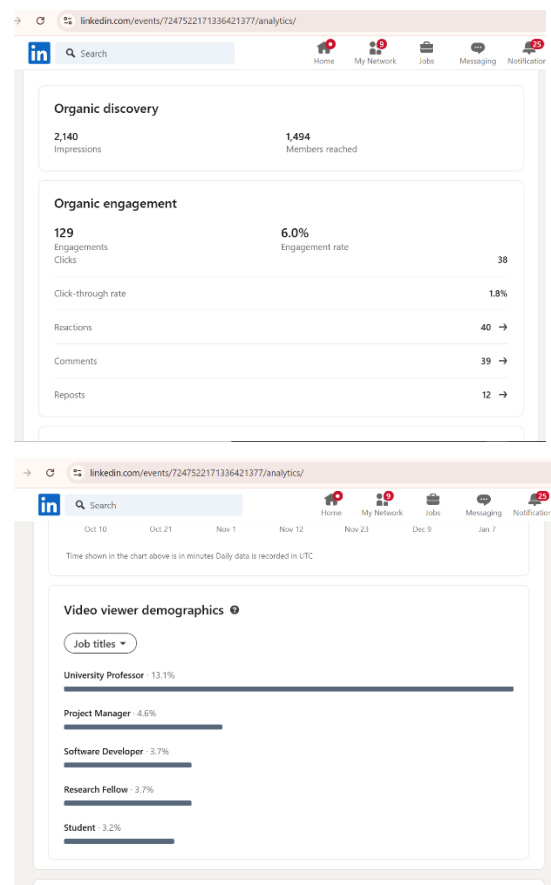 linkedin.com/events/7247522171336421377/analytics/
in Search Home 9 My Network Jobs Messaging 25 Notification
Organic discovery
2,140 1,494
Impressions Members reached
Organic engagement
129 6.0%
Engagements Engagement rate
Clicks 38
Click-through rate 1.8%
Reactions 40 →
Comments 39 →
Reposts 12 →
linkedin.com/events/7247522171336421377/analytics/
in Search Home 9 My Network Jobs Messaging 25 Notification
Oct 10 Oct 21 Nov 1 Nov 12 Nov 23 Dec 9 Jan 7
Time shown in the chart above is in minutes Daily data is recorded in UTC
Video viewer demographics ?
Job titles
University Professor · 13.1%
Project Manager · 4.6%
Software Developer · 3.7%
Research Fellow · 3.7%
Student · 3.2%